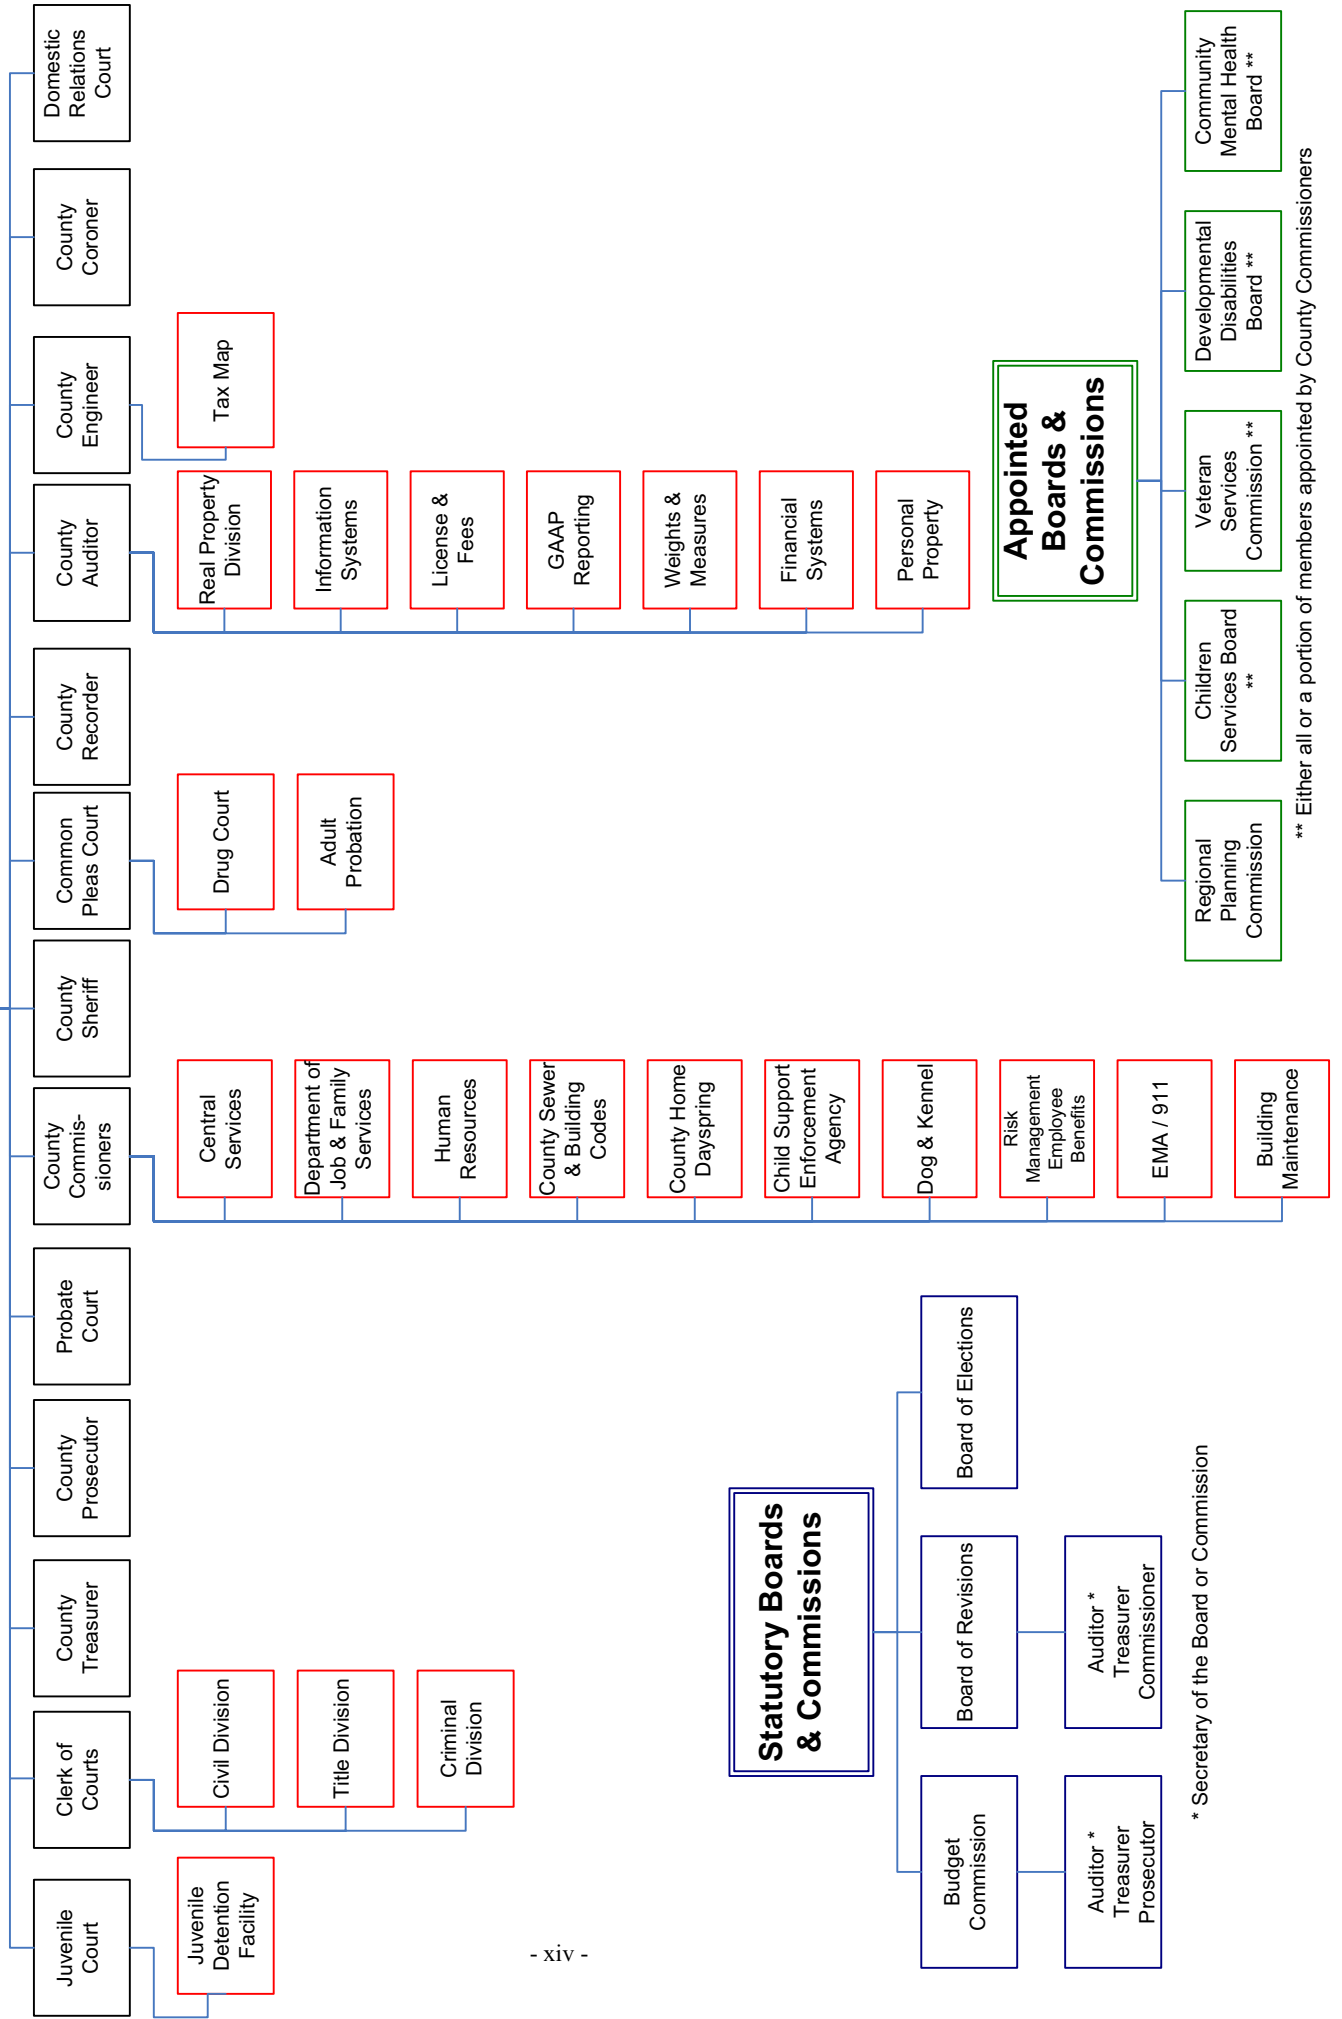 Juvenile
Court
Clerk of
Courts
County
Treasurer
County
Prosecutor
Probate
Court
County
Commis-
sioners
County
Sheriff
Common
Pleas Court
County
Recorder
County
Auditor
County
Engineer
County
Coroner
Domestic
Relations
Court
Juvenile
Detention
Facility
Civil Division
Title Division
Criminal
Division
Central
Services
Department of
Job & Family
Services
Human
Resources
County Sewer
& Building
Codes
County Home
Dayspring
Child Support
Enforcement
Agency
Dog & Kennel
Risk
Management
Employee
Benefits
EMA / 911
Building
Maintenance
Drug Court
Adult
Probation
Real Property
Division
Information
Systems
License &
Fees
GAAP
Reporting
Weights &
Measures
Financial
Systems
Personal
Property
Tax Map
Statutory Boards
& Commissions
Budget
Commission
Board of Revisions
Board of Elections
Auditor *
Treasurer
Prosecutor
Auditor *
Treasurer
Commissioner
* Secretary of the Board or Commission
Appointed
Boards &
Commissions
Regional
Planning
Commission
Children
Services Board
**
Veteran
Services
Commission **
Developmental
Disabilities
Board **
Community
Mental Health
Board **
** Either all or a portion of members appointed by County Commissioners
- xiv -